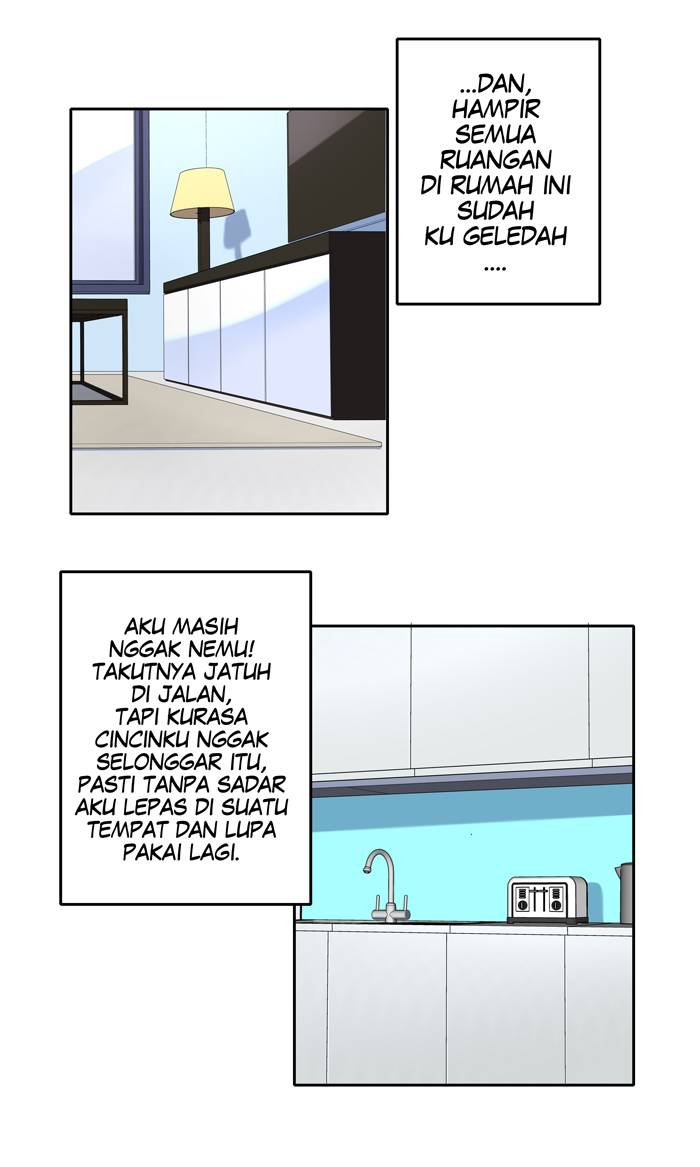 ...DAN,
HAMPIR
SEMUA
RUANGAN
DI RUMAH INI
SUDAH
KU GELEDAH
....
AKU MASIH
NGGAK NEMU!
TAKUTNYA JATUH
DI JALAN,
TAPI KURASA
CINCINKU NGGAK
SELONGGAR ITU,
PASTI TANPA SADAR
AKU LEPAS DI SUATU
TEMPAT DAN LUPA
PAKAI LAGI.